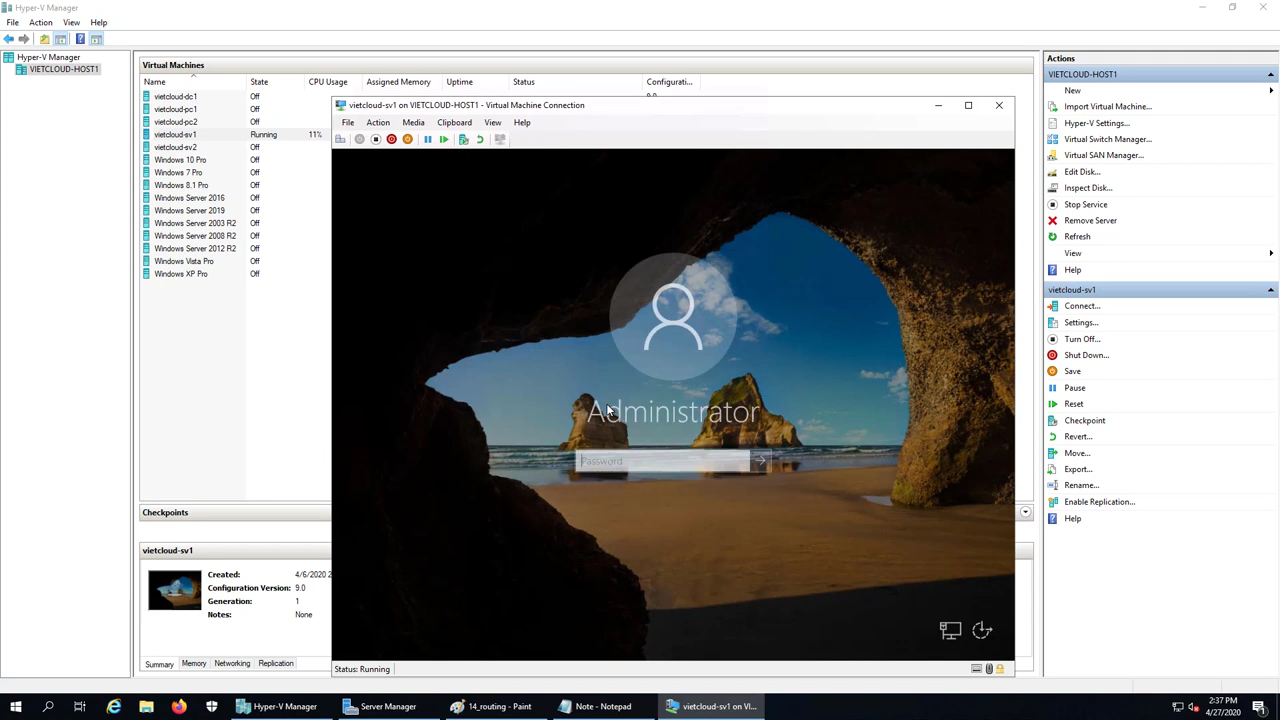 Hyper-V Manager
File Action View Help
Hyper-V Manager
VIETCLOUD-HOST1
Virtual Machines
Name State CPU Usage Assigned Memory Uptime Status Configurati...
vietcloud-dc1 Off 9.0
vietcloud-pc1 Off
vietcloud-pc2 Off
vietcloud-sv1 Running 11%
vietcloud-sv2 Off
Windows 10 Pro Off
Windows 7 Pro Off
Windows 8.1 Pro Off
Windows Server 2016 Off
Windows Server 2019 Off
Windows Server 2003 R2 Off
Windows Server 2008 R2 Off
Windows Server 2012 R2 Off
Windows Vista Pro Off
Windows XP Pro Off
Checkpoints
vietcloud-sv1
Created: 4/6/2020 2
Configuration Version: 9.0
Generation: 1
Notes: None
Summary Memory Networking Replication
vietcloud-sv1 on VIETCLOUD-HOST1 - Virtual Machine Connection
File Action Media Clipboard View Help
Administrator
Password
Status: Running
Actions
VIETCLOUD-HOST1
New
Import Virtual Machine...
Hyper-V Settings...
Virtual Switch Manager...
Virtual SAN Manager...
Edit Disk...
Inspect Disk...
Stop Service
Remove Server
Refresh
View
Help
vietcloud-sv1
Connect...
Settings...
Turn Off...
Shut Down...
Save
Pause
Reset
Checkpoint
Revert...
Move...
Export...
Rename...
Enable Replication...
Help
Hyper-V Manager Server Manager 14_routing - Paint Note - Notepad vietcloud-sv1 on VI...
2:37 PM
4/27/2020